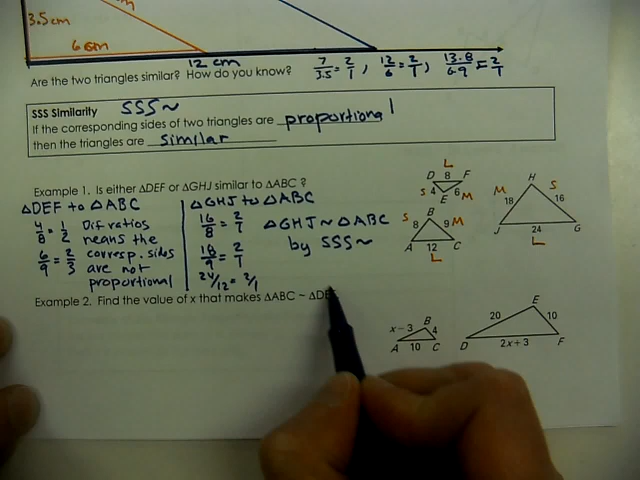 m
3.5cm
6cm
12 cm
Are the two triangles similar? How do you know? 7/3.5 = 2/1, 12/6 = 2/1, 13.8/6.9 = 2/1
SSS Similarity SSS~
If the corresponding sides of two triangles are proportional
then the triangles are similar
Example 1. Is either ΔDEF or ΔGHJ similar to ΔABC ?
ΔDEF to ΔABC
4/8 = 1/2 Dif ratios
means the
6/9 = 2/3 corresp. sides
are not
proportional
ΔGHJ to ΔABC
16/8 = 2/1
18/9 = 2/1
24/12 = 2/1
ΔGHJ ~ ΔABC
by SSS~
L
D 8 F
S 4 6 M
E
B
S 8 9 M
A 12 C
L
H
M 18 16 S
J 24 G
L
Example 2. Find the value of x that makes ΔABC ~
x – 3 B 4
A 10 C
E
20 10
D 2x + 3 F